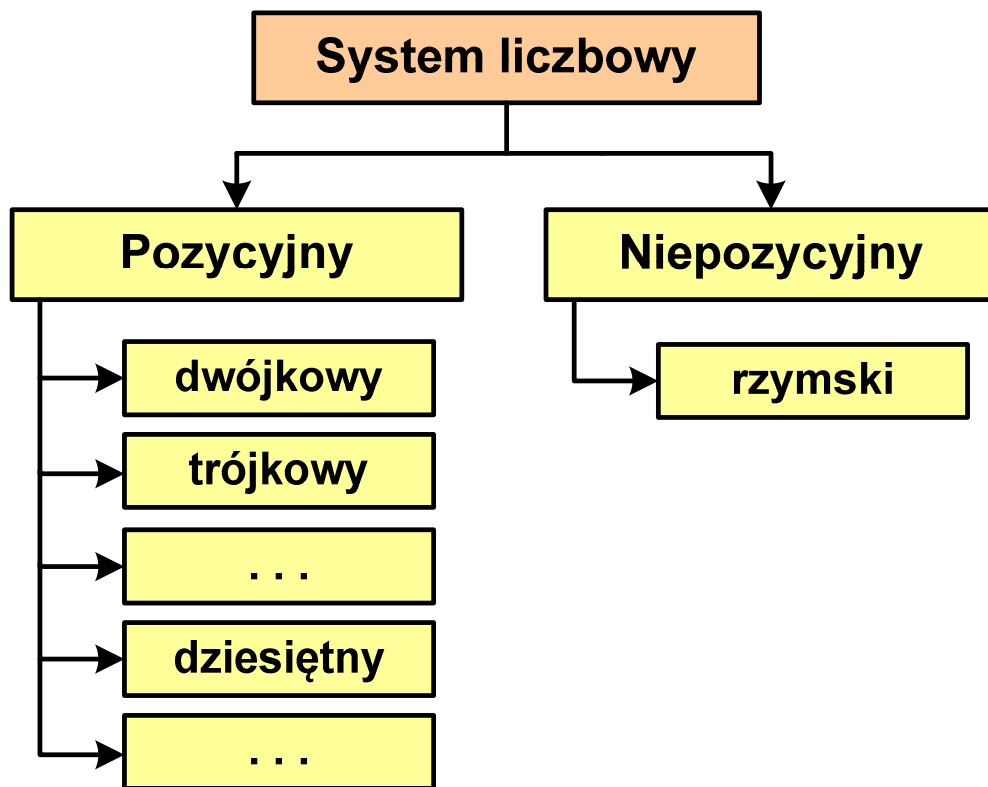 System liczbowy
Pozycyjny
Niepozycyjny
dwójkowy
rzymski
trójkowy
. . .
dziesiętny
. . .